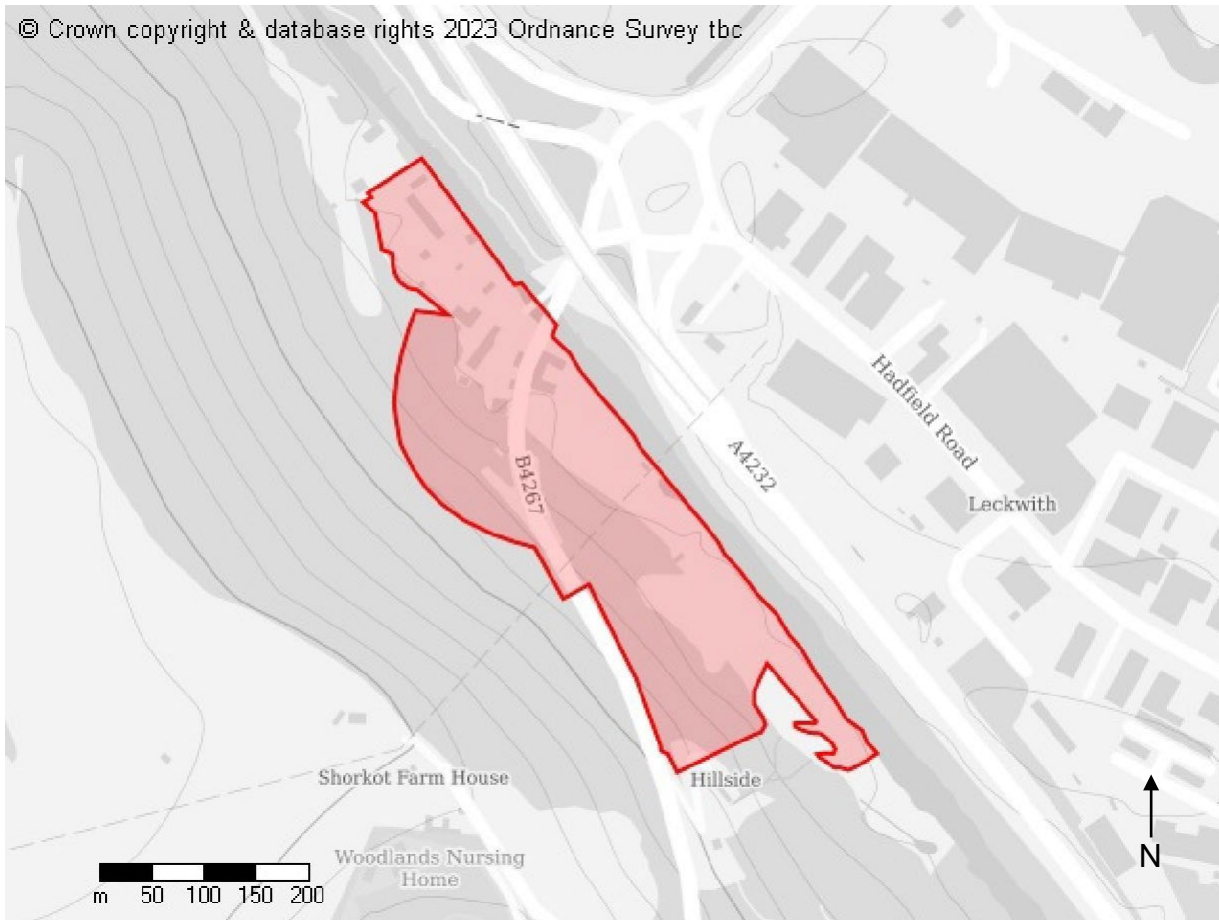 © Crown copyright & database rights 2023 Ordnance Survey tbc
Hadfield Road
A4232
B4267
Leckwith
Shorkot Farm House
Hillside
Woodlands Nursing
Home
N
m 50 100 150 200